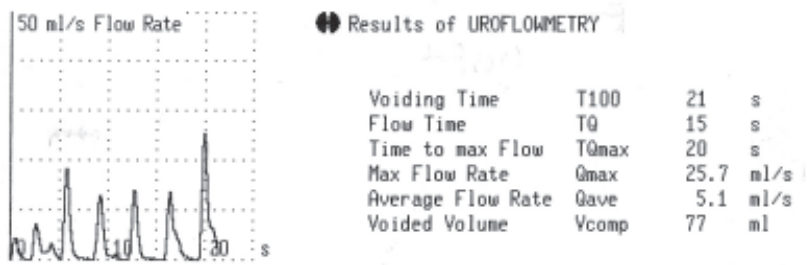 50 ml/s Flow Rate
0 10 20 s
Results of UROFLOWMETRY
Voiding Time T100 21 s
Flow Time TQ 15 s
Time to max Flow TQmax 20 s
Max Flow Rate Qmax 25.7 ml/s
Average Flow Rate Qave 5.1 ml/s
Voided Volume Vcomp 77 ml